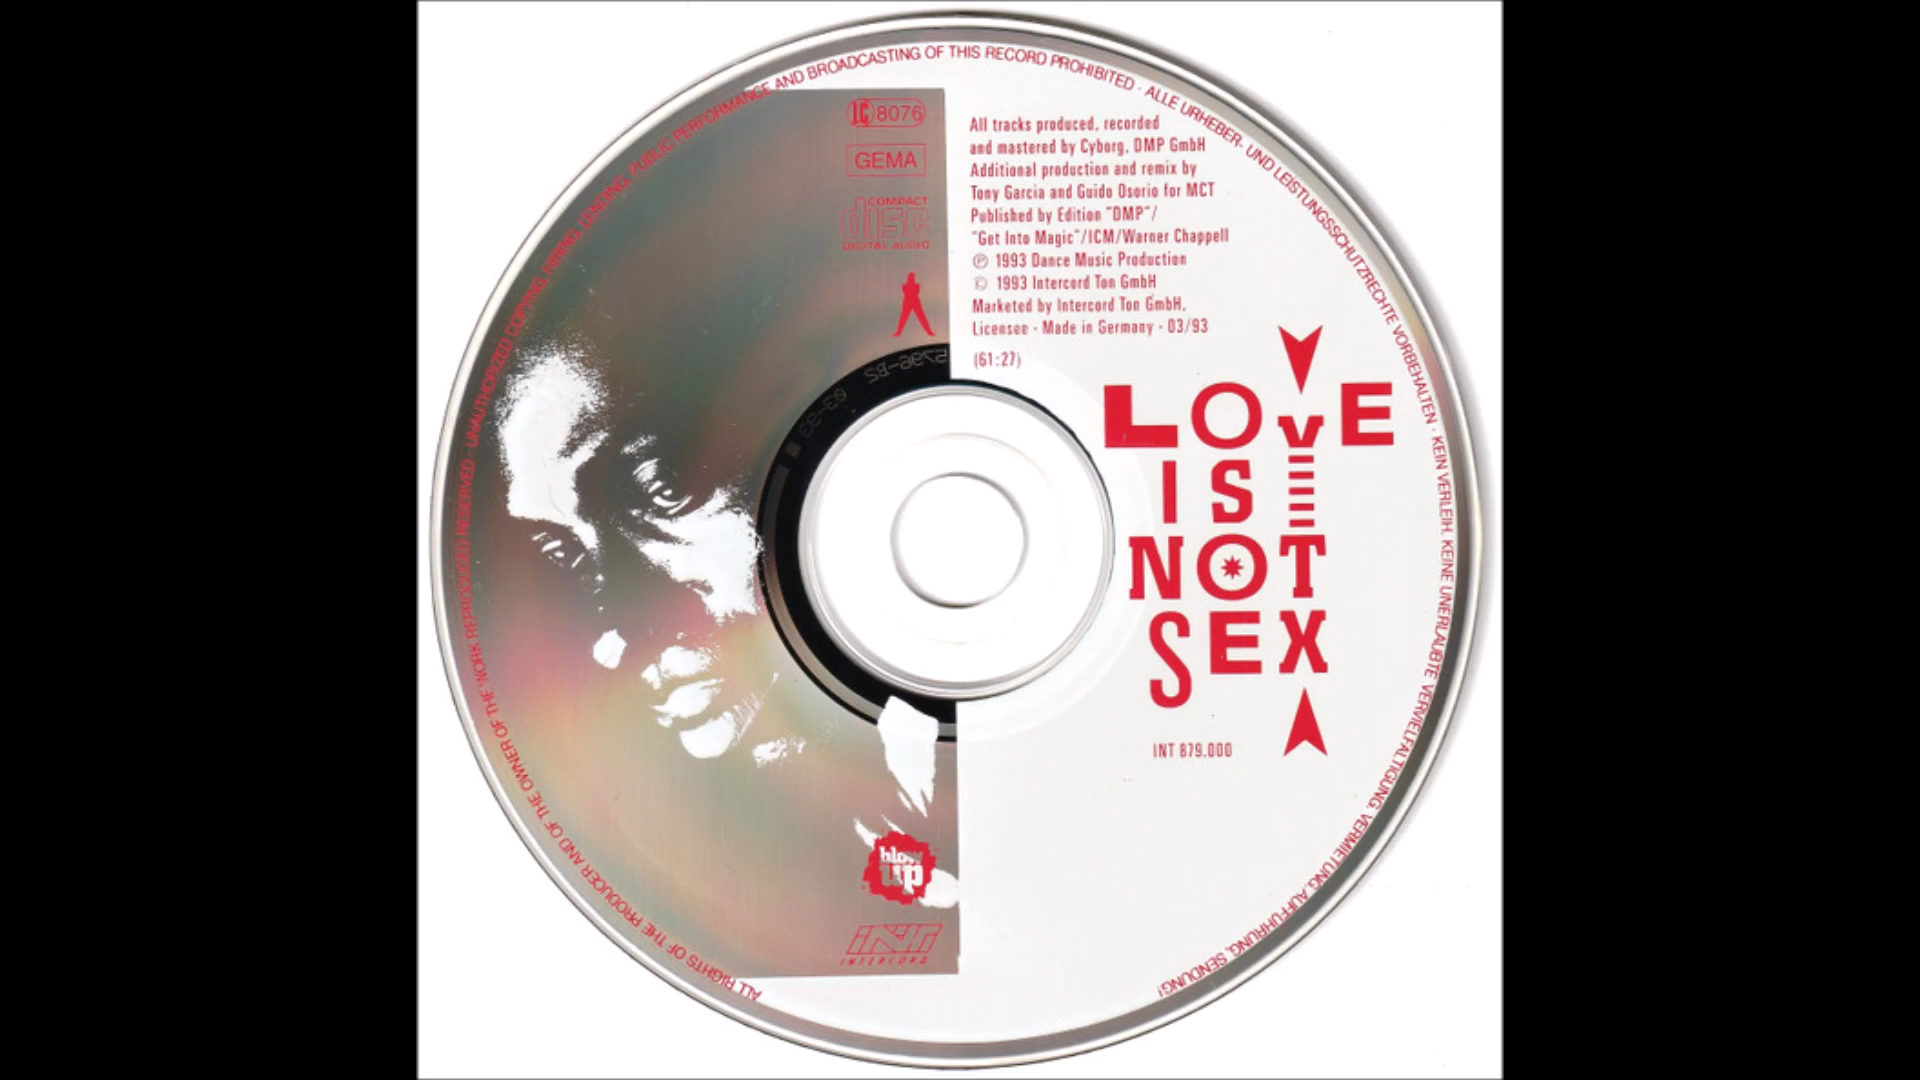 ALL RIGHTS OF THE PRODUCER AND OF THE OWNER OF THE WORK REPRODUCED RESERVED · UNAUTHORIZED COPYING, HIRING, LENDING, PUBLIC PERFORMANCE AND BROADCASTING OF THIS RECORD PROHIBITED · ALLE URHEBER- UND LEISTUNGSSCHUTZRECHTE VORBEHALTEN · KEIN VERLEIH, KEINE UNERLAUBTE VERVIELFÄLTIGUNG, VERMIETUNG, AUFFÜHRUNG, SENDUNG!
LC 8076
GEMA
COMPACT
disc
DIGITAL AUDIO
All tracks produced, recorded
and mastered by Cyborg, DMP GmbH
Additional production and remix by
Tony Garcia and Guido Osorio for MCT
Published by Edition "DMP"/
"Get Into Magic"/ICM/Warner Chappell
℗ 1993 Dance Music Production
© 1993 Intercord Ton GmbH
Marketed by Intercord Ton GmbH,
Licensee - Made in Germany - 03/93
(61:27)
LOVE
IS
NOT
SEX
INT 879.000
blow
up
INT
INTERCORD